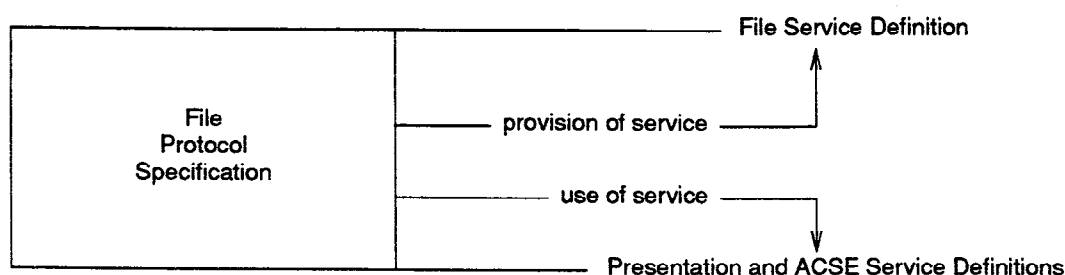 File Service Definition
File
Protocol
Specification
provision of service
use of service
Presentation and ACSE Service Definitions